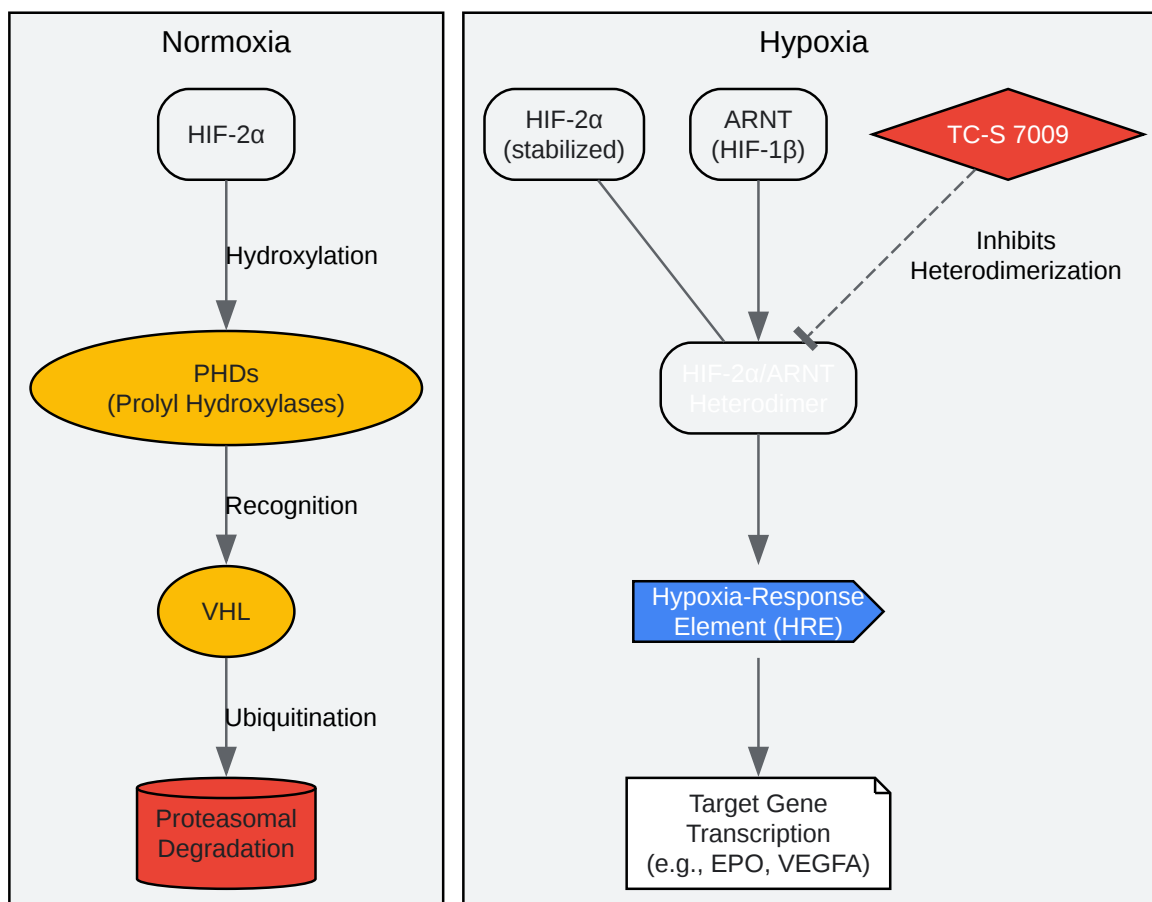 Normoxia
HIF-2α
Hydroxylation
PHDs
(Prolyl Hydroxylases)
Recognition
VHL
Ubiquitination
Proteasomal
Degradation
Hypoxia
HIF-2α
(stabilized)
ARNT
(HIF-1β)
TC-S 7009
Inhibits
Heterodimerization
HIF-2α/ARNT
Heterodimer
Hypoxia-Response
Element (HRE)
Target Gene
Transcription
(e.g., EPO, VEGFA)